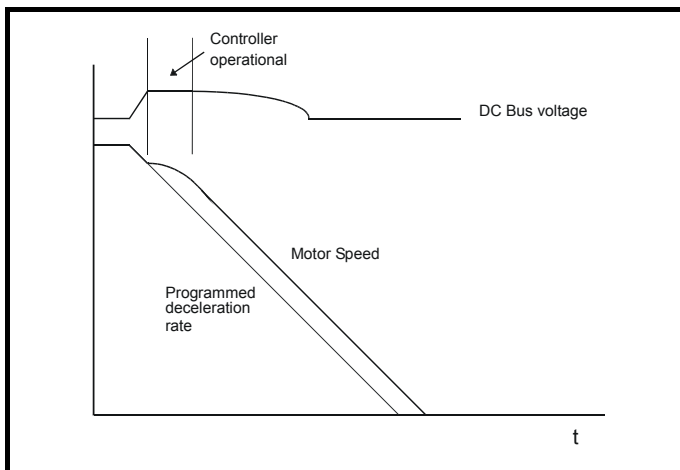 Controller
operational
DC Bus voltage
Motor Speed
Programmed
deceleration
rate
t